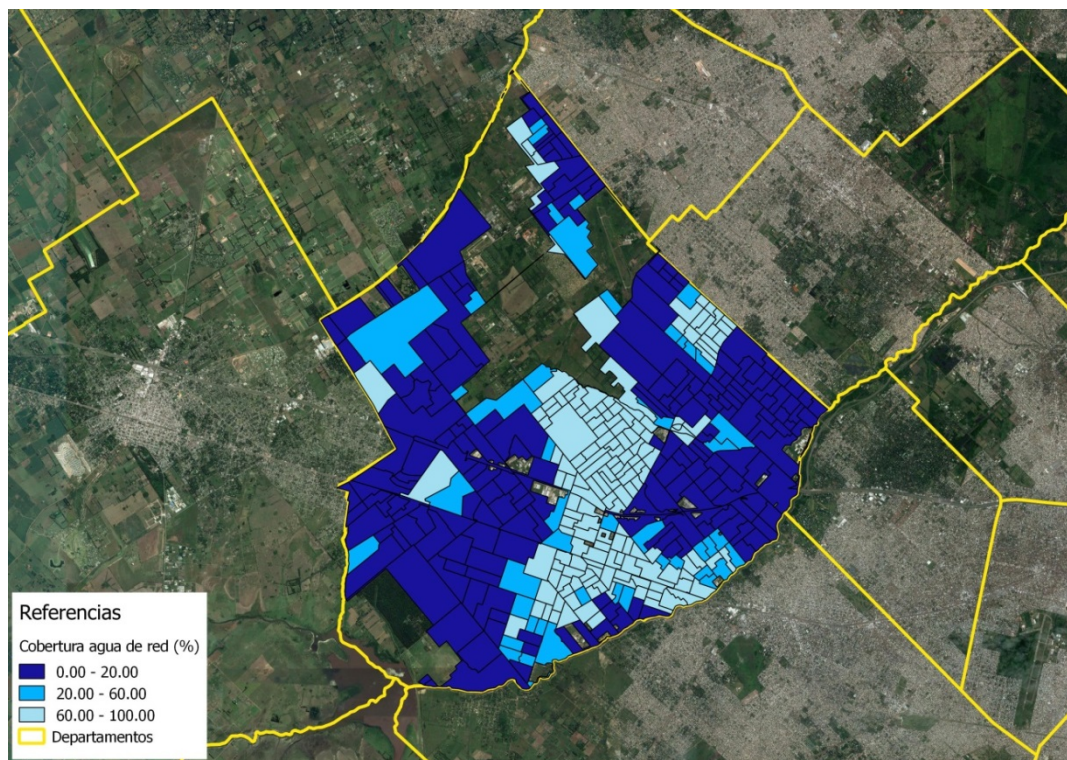 Referencias
Cobertura agua de red (%)
0.00 - 20.00
20.00 - 60.00
60.00 - 100.00
Departamentos